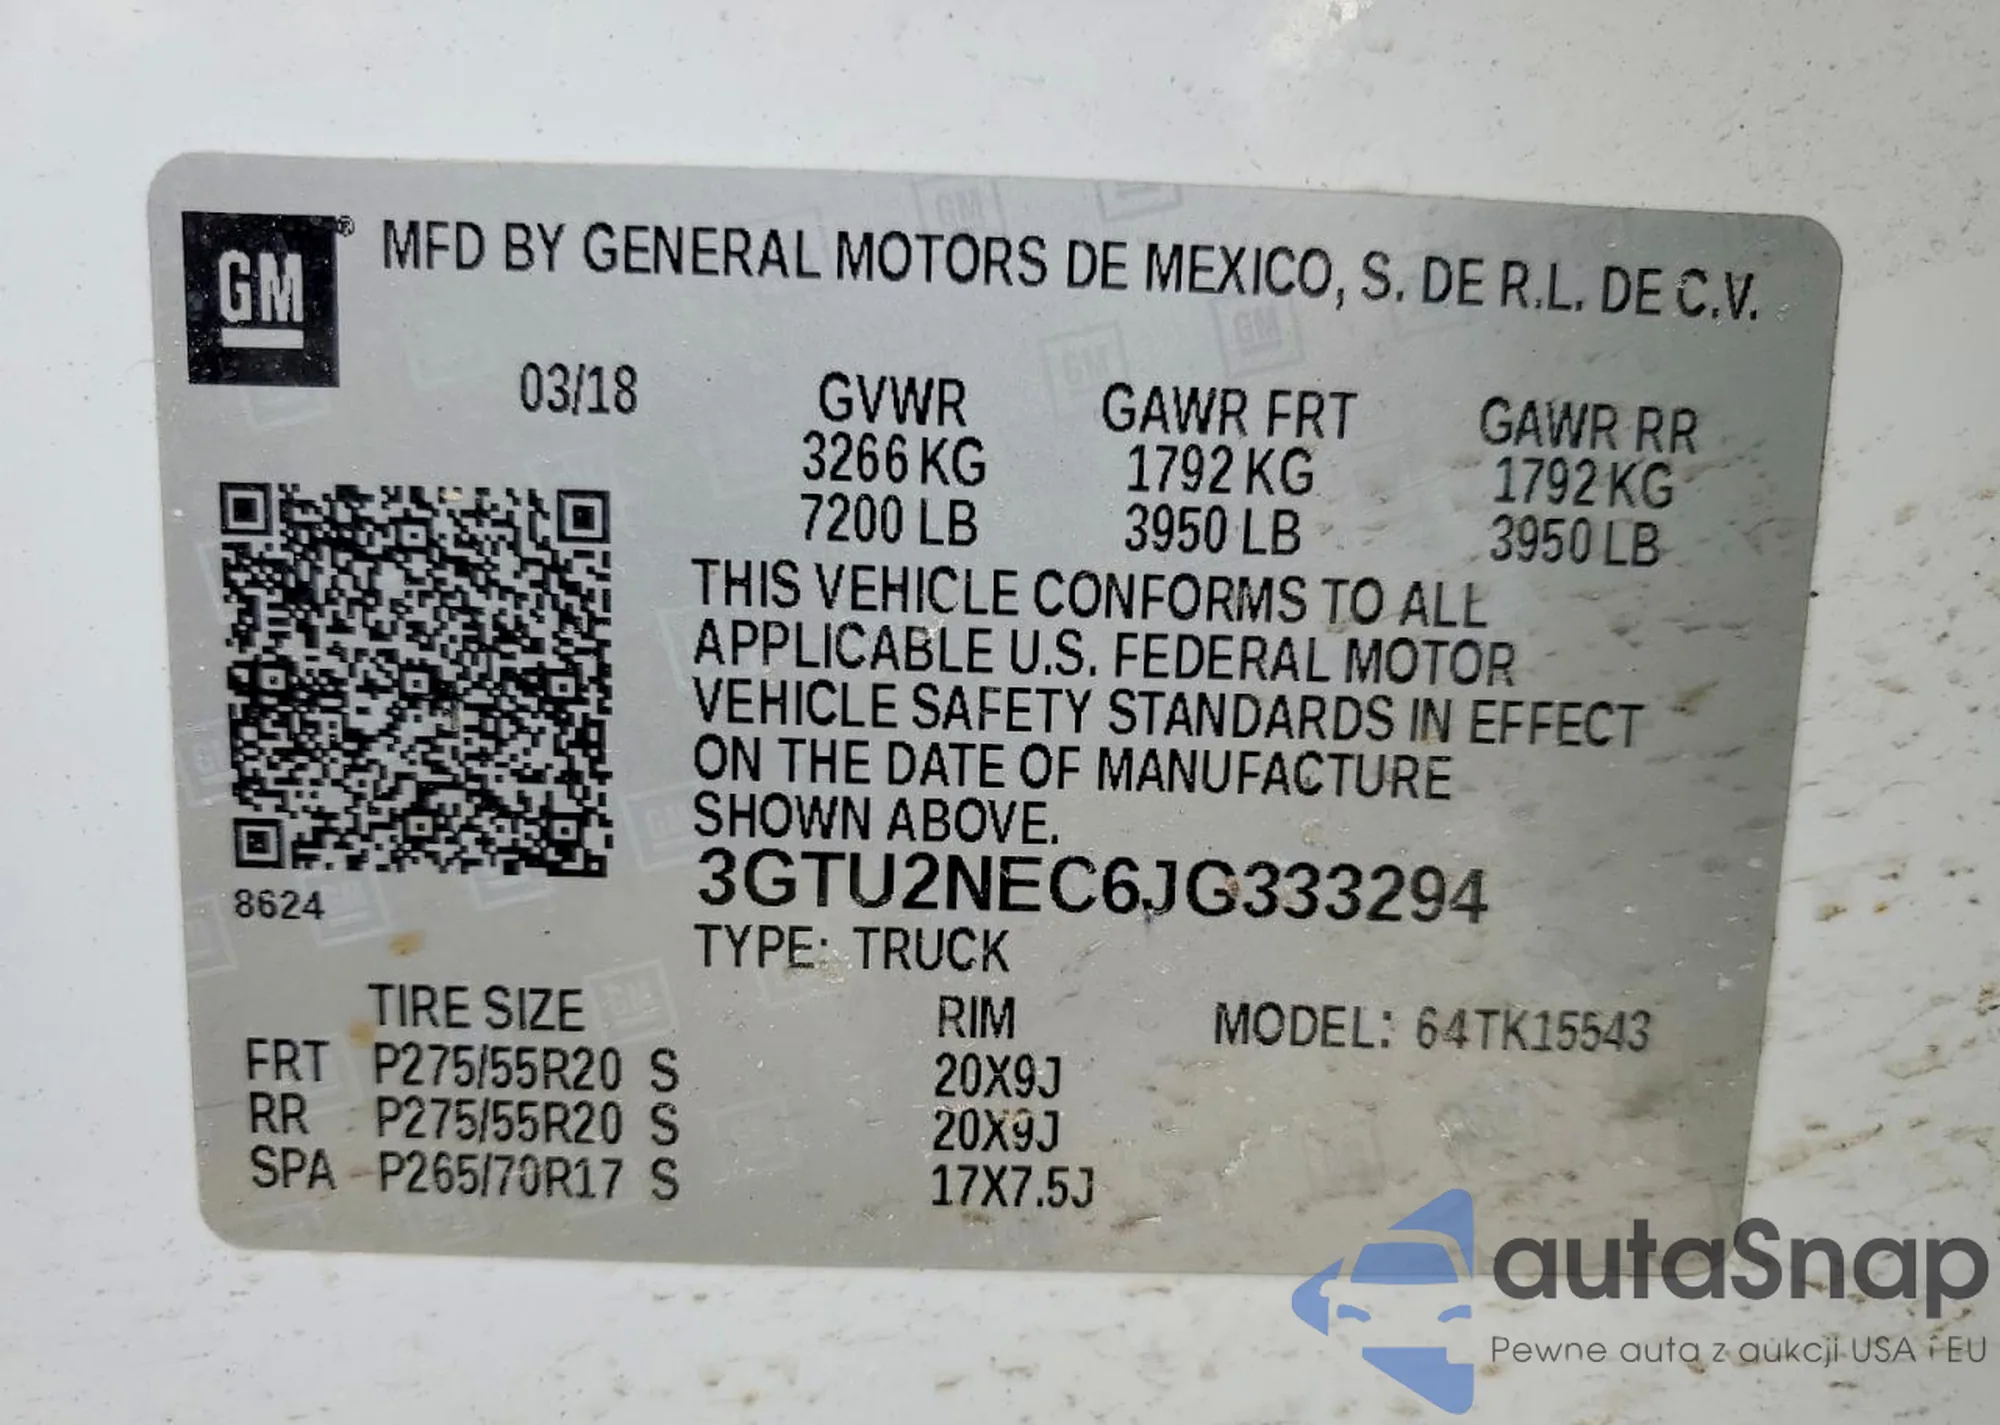 GM® MFD BY GENERAL MOTORS DE MEXICO, S. DE R.L. DE C.V.
03/18 GVWR GAWR FRT GAWR RR
3266 KG 1792 KG 1792 KG
7200 LB 3950 LB 3950 LB
THIS VEHICLE CONFORMS TO ALL
APPLICABLE U.S. FEDERAL MOTOR
VEHICLE SAFETY STANDARDS IN EFFECT
ON THE DATE OF MANUFACTURE
SHOWN ABOVE.
3GTU2NEC6JG333294
8624
TYPE: TRUCK
TIRE SIZE RIM MODEL: 64TK15543
FRT P275/55R20 S 20X9J
RR P275/55R20 S 20X9J
SPA P265/70R17 S 17X7.5J
autaSnap
Pewne auta z aukcji USA i EU